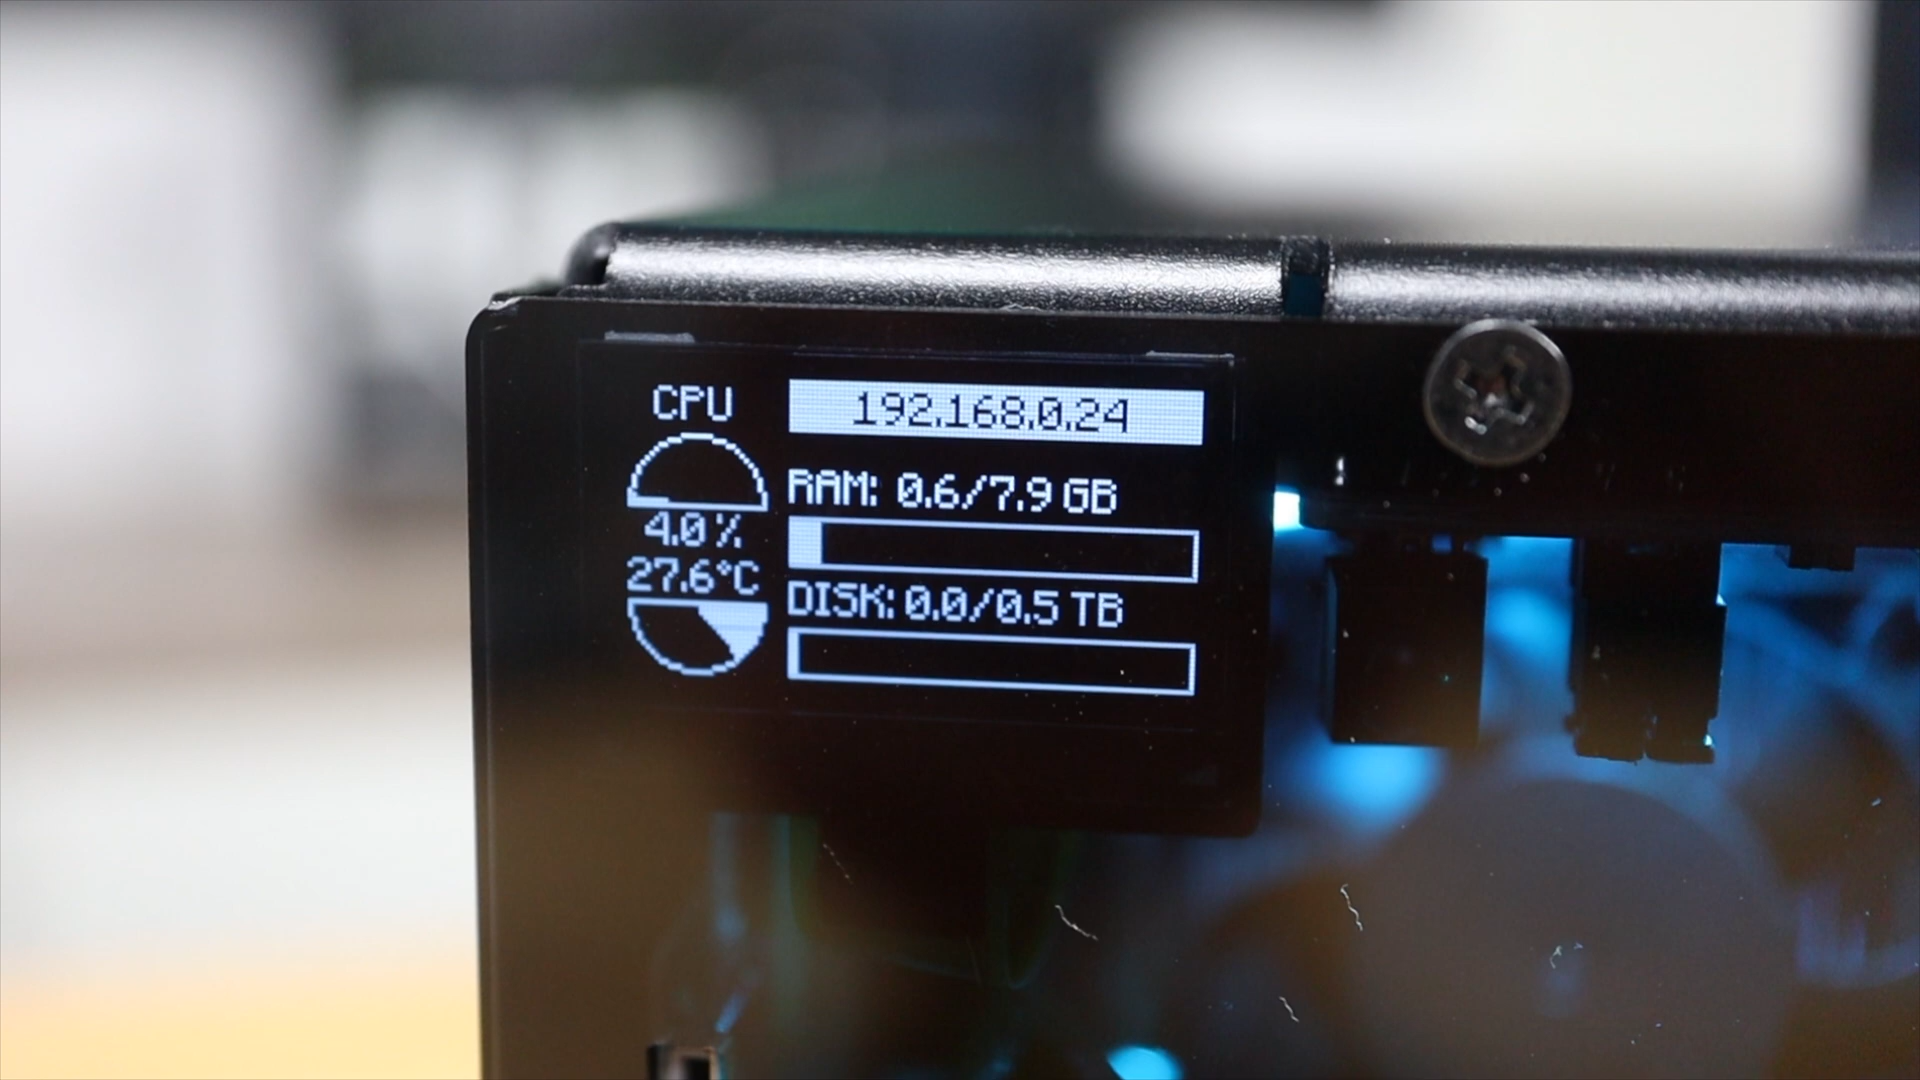 CPU
4.0 %
27.6°C
192.168.0.24
RAM: 0.6/7.9 GB
DISK: 0.0/0.5 TB